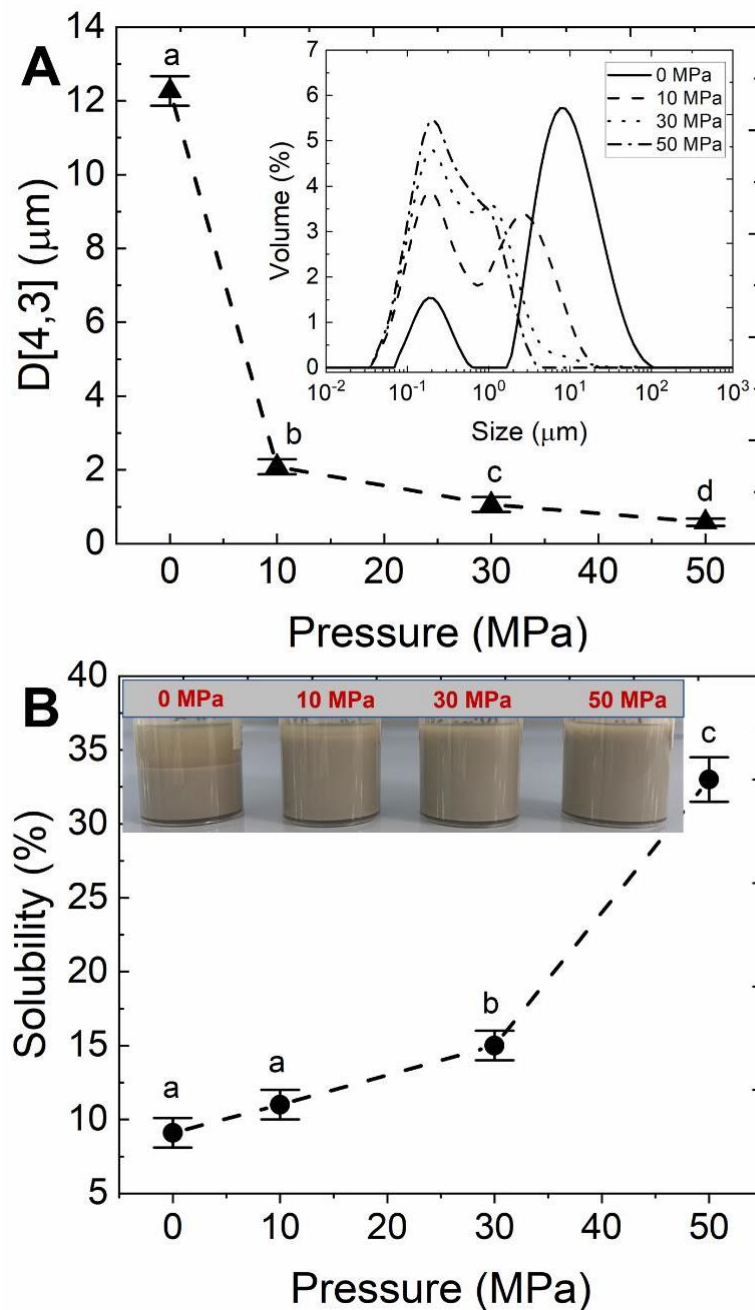 A
a
b
c
d
D[4,3] (μm)
14
12
10
8
6
4
2
0
0 10 20 30 40 50
Pressure (MPa)
Volume (%)
7
6
5
4
3
2
1
0
10⁻² 10⁻¹ 10⁰ 10¹ 10² 10³
Size (μm)
0 MPa
10 MPa
30 MPa
50 MPa
B
0 MPa 10 MPa 30 MPa 50 MPa
a
a
b
c
Solubility (%)
40
35
30
25
20
15
10
5
0 10 20 30 40 50
Pressure (MPa)